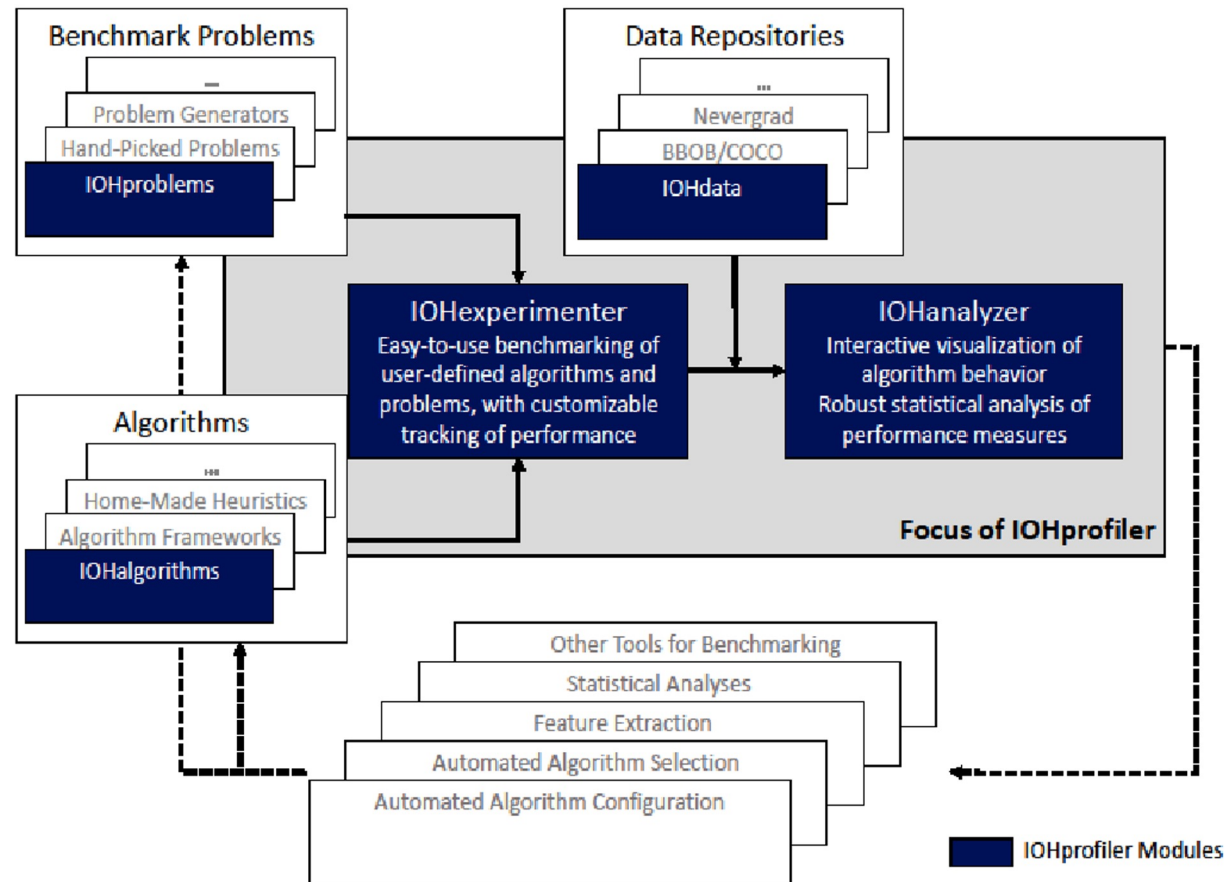 Benchmark Problems
...
Problem Generators
Hand-Picked Problems
IOHproblems
Data Repositories
...
Nevergrad
BBOB/COCO
IOHdata
IOHexperimenter
Easy-to-use benchmarking of
user-defined algorithms and
problems, with customizable
tracking of performance
IOHanalyzer
Interactive visualization of
algorithm behavior
Robust statistical analysis of
performance measures
Algorithms
...
Home-Made Heuristics
Algorithm Frameworks
IOHalgorithms
Focus of IOHprofiler
Other Tools for Benchmarking
Statistical Analyses
Feature Extraction
Automated Algorithm Selection
Automated Algorithm Configuration
IOHprofiler Modules